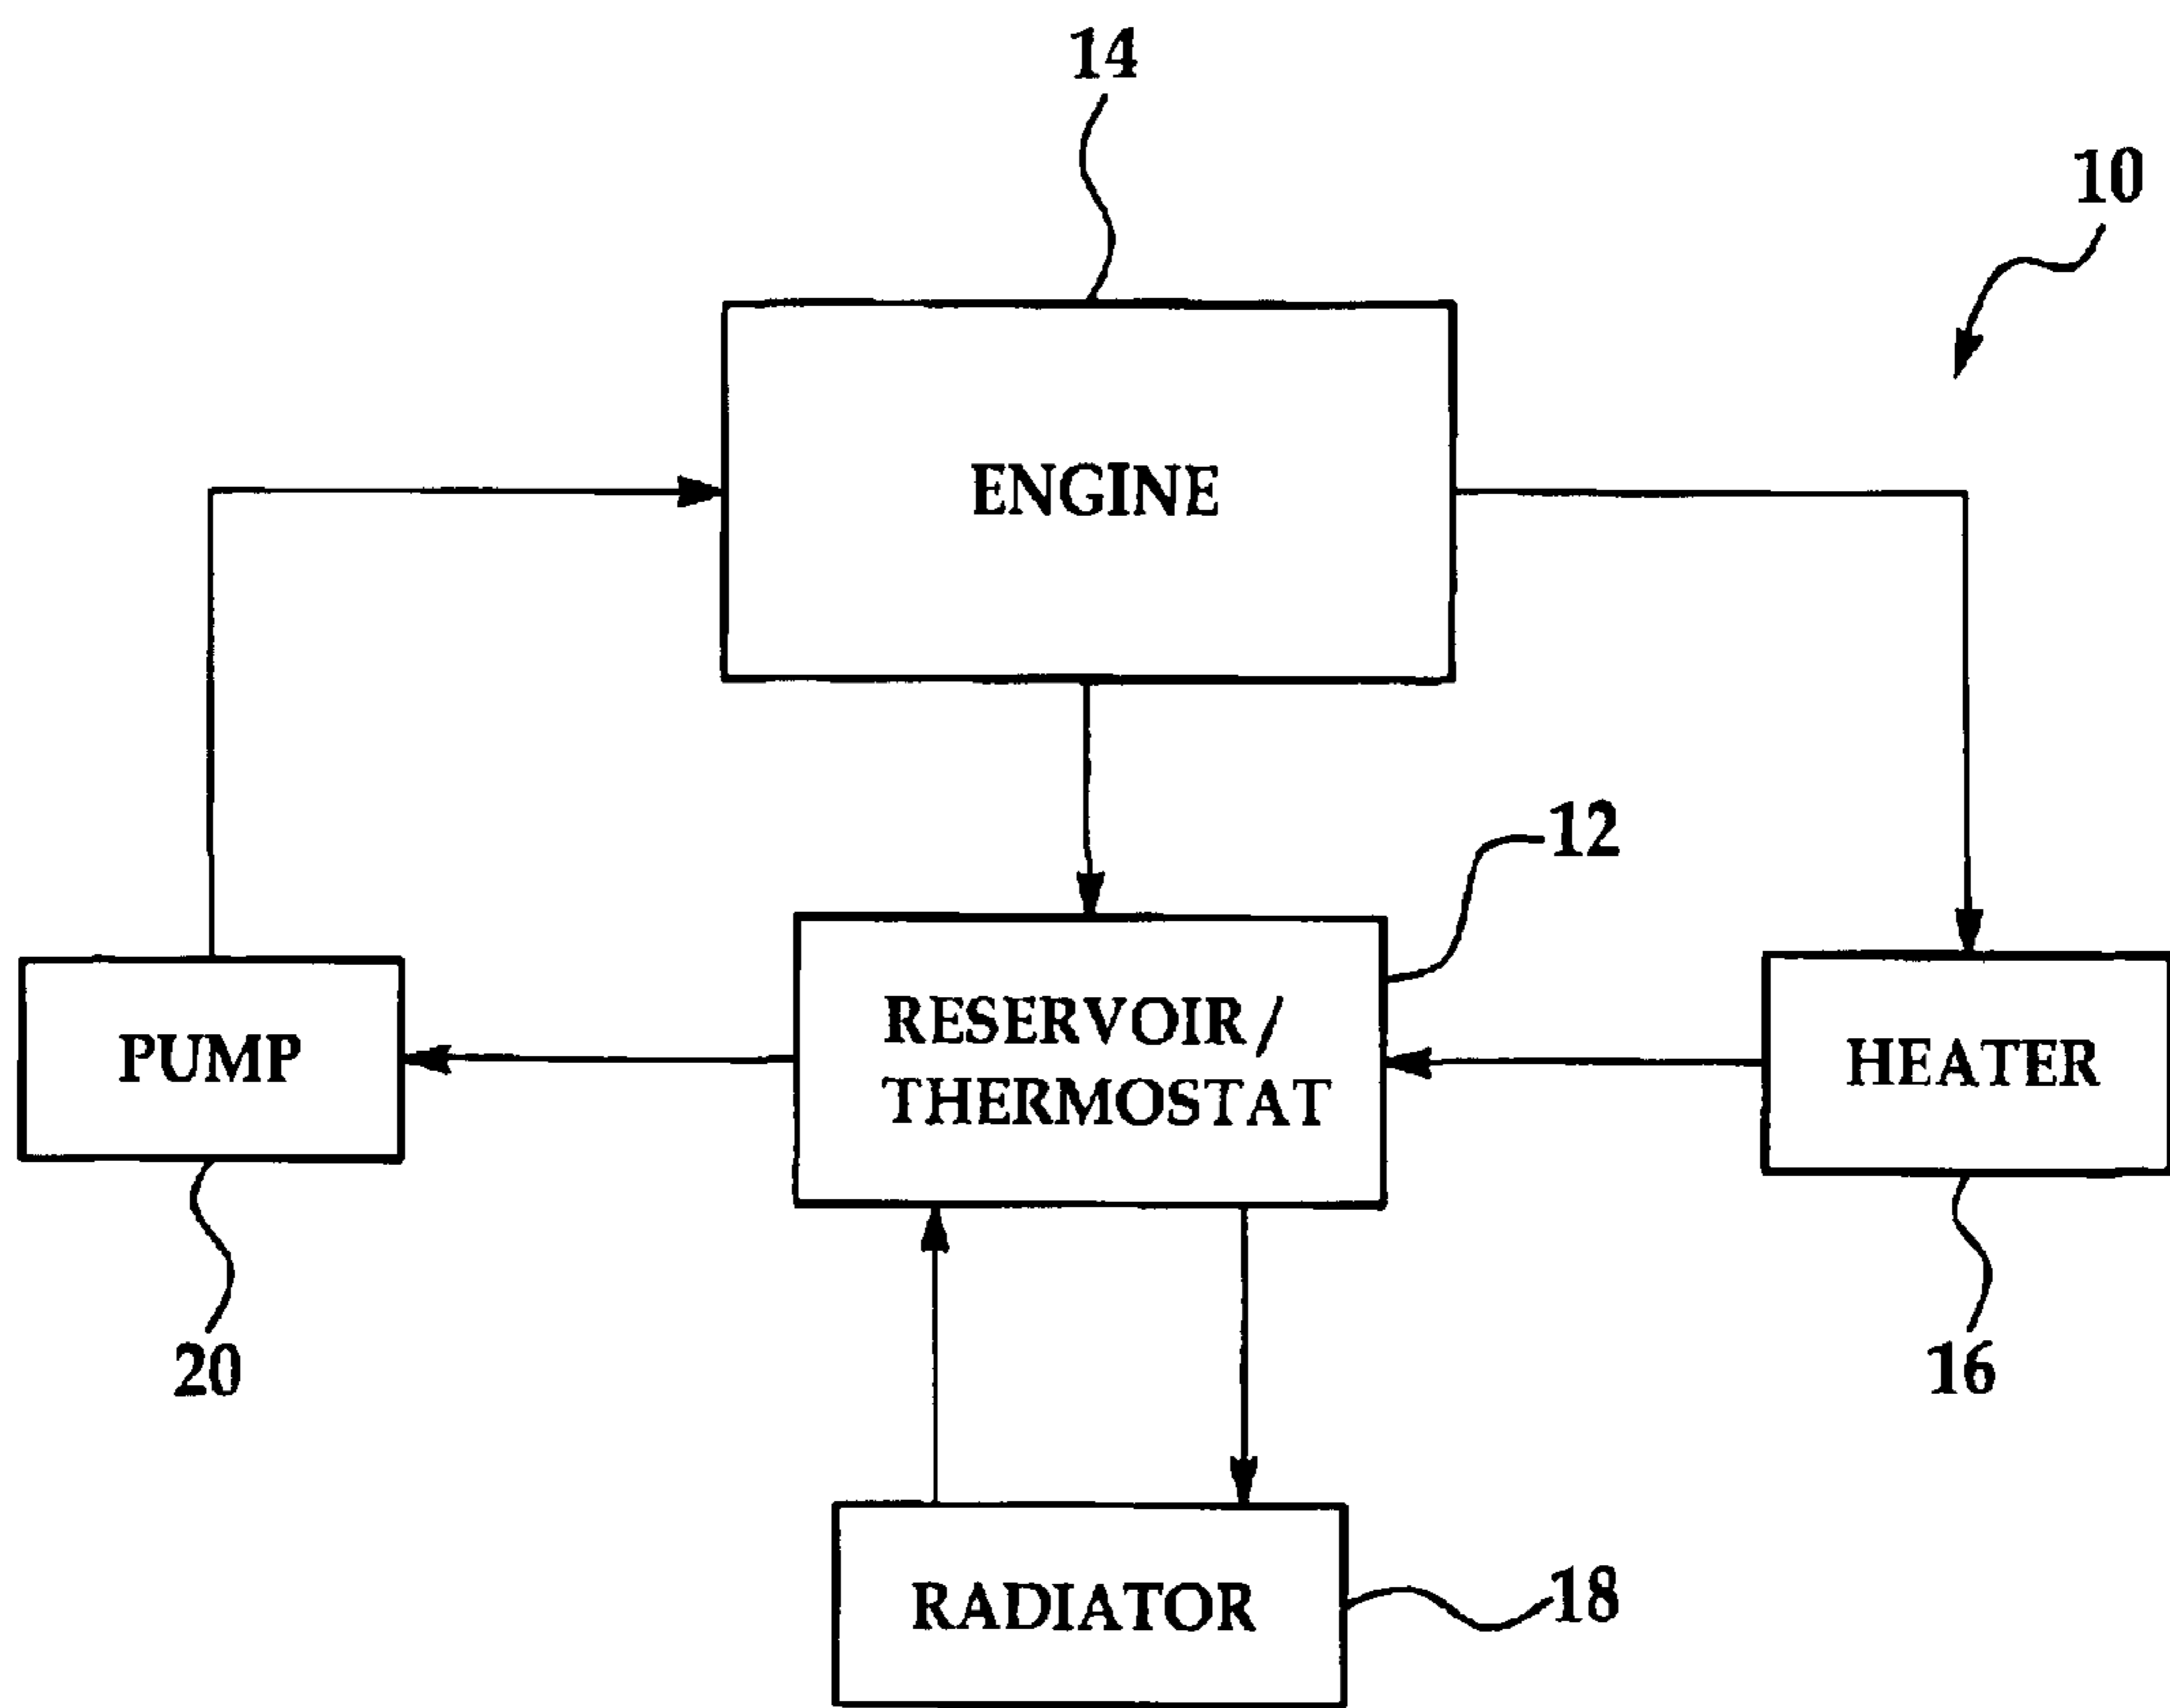 14
10
ENGINE
12
RESERVOIR/
THERMOSTAT
PUMP
HEATER
20
16
RADIATOR
18